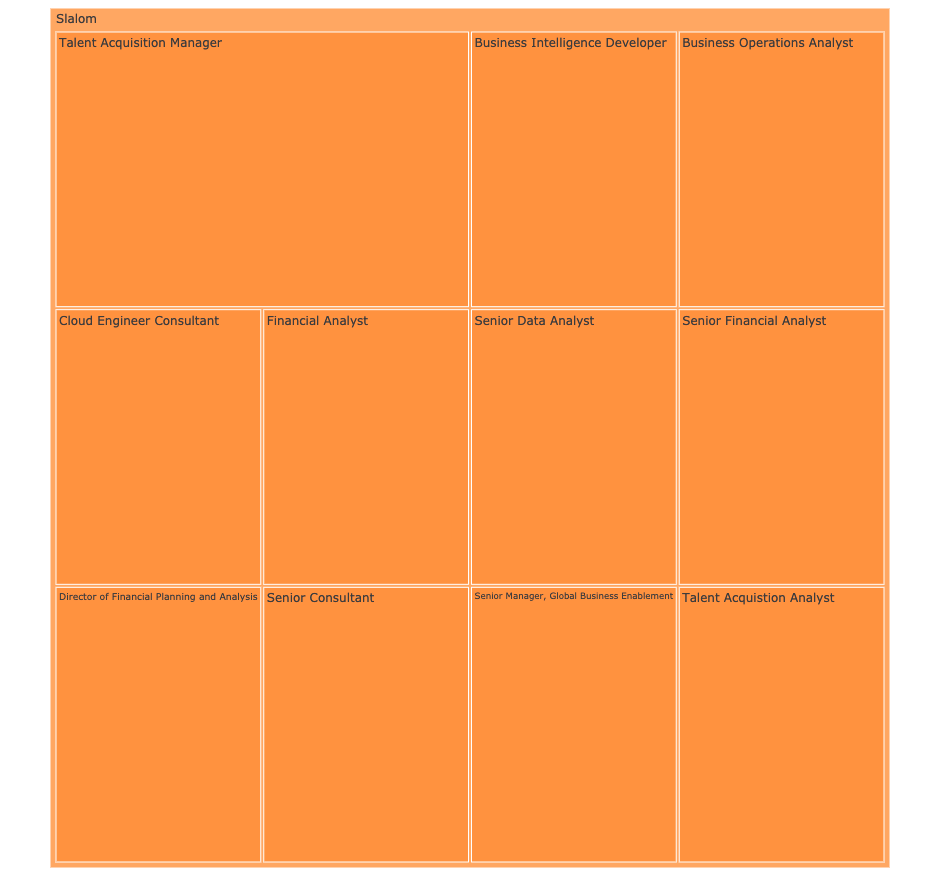 Slalom
Talent Acquisition Manager
Business Intelligence Developer
Business Operations Analyst
Cloud Engineer Consultant
Financial Analyst
Senior Data Analyst
Senior Financial Analyst
Director of Financial Planning and Analysis
Senior Consultant
Senior Manager, Global Business Enablement
Talent Acquistion Analyst